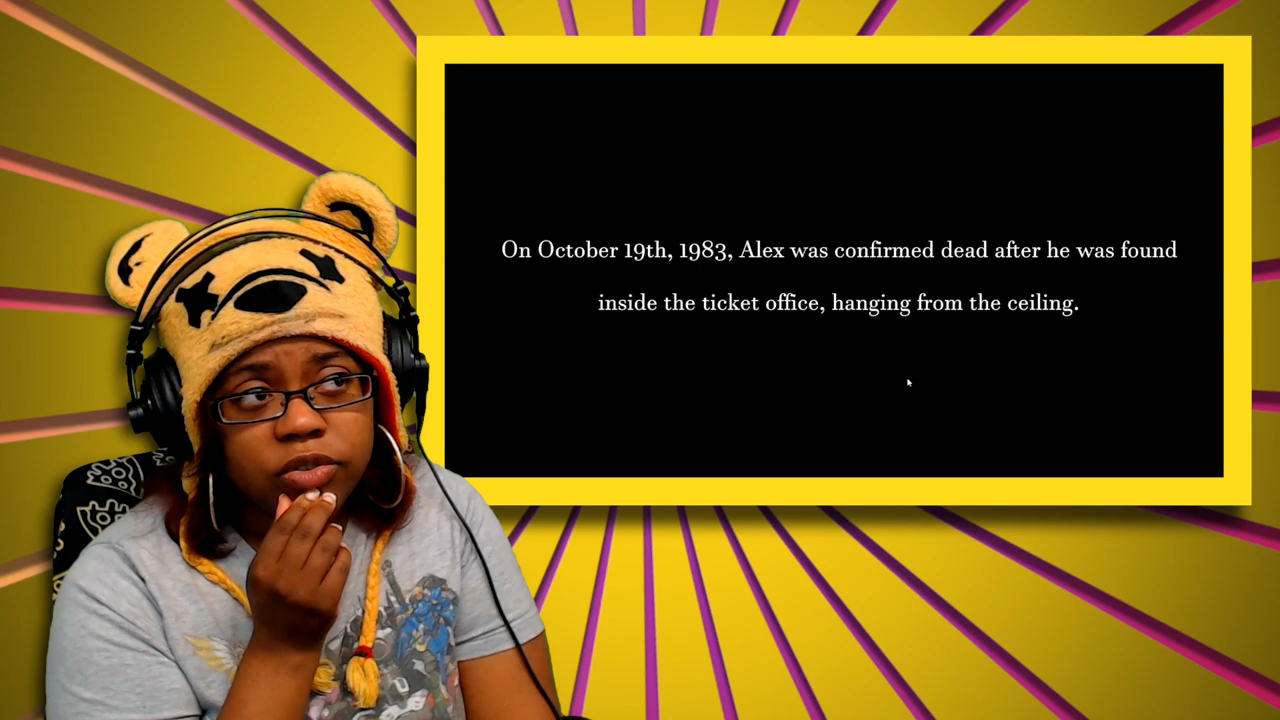 On October 19th, 1983, Alex was confirmed dead after he was found
inside the ticket office, hanging from the ceiling.